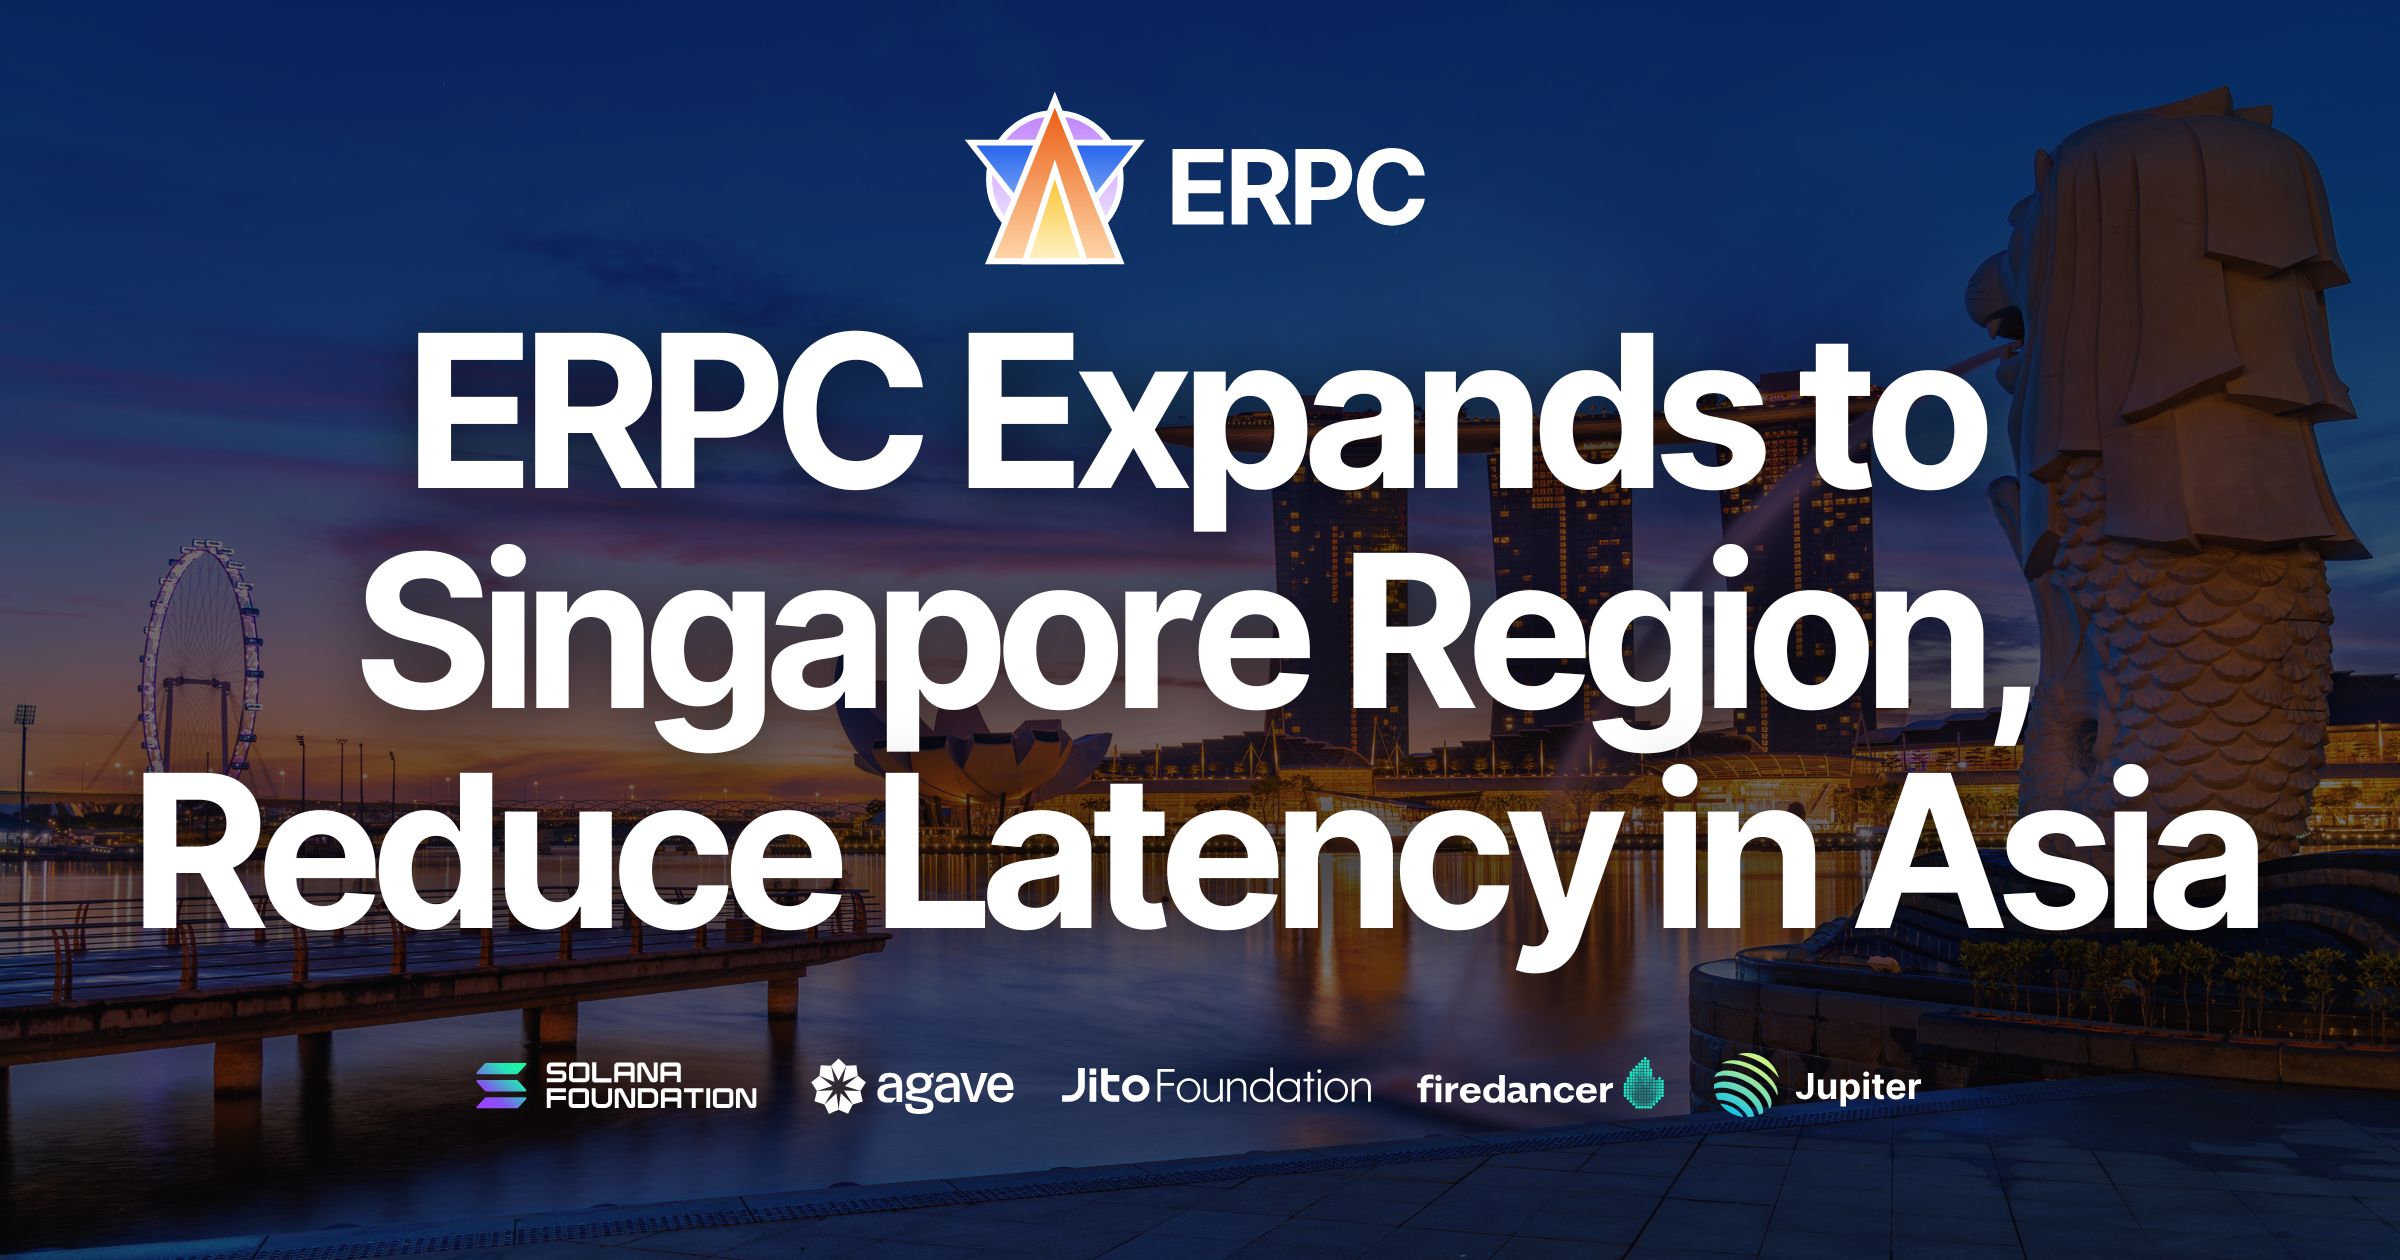 ERPC
ERPC Expands to
Singapore Region,
Reduce Latency in Asia
SOLANA
FOUNDATION
agave
JitoFoundation
firedancer
Jupiter